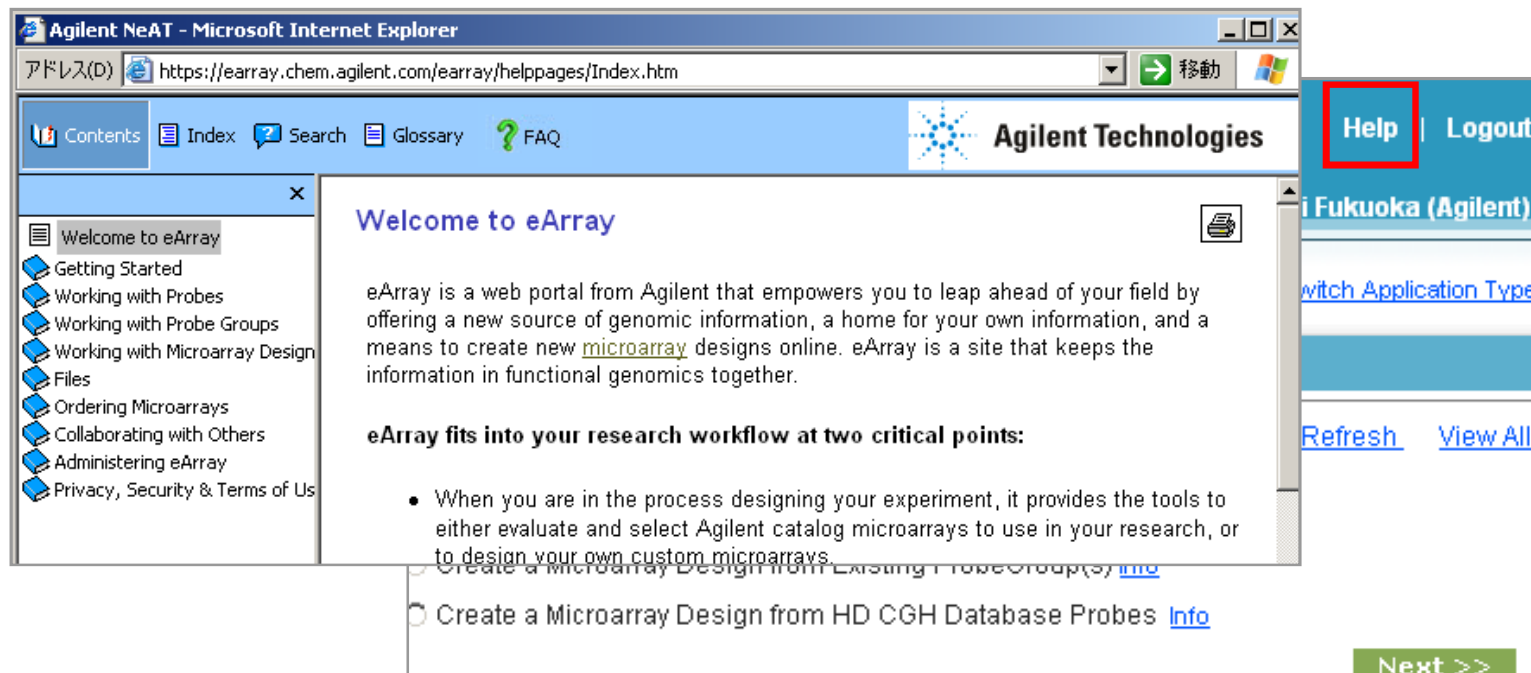 Agilent NeAT - Microsoft Internet Explorer
アドレス(D) https://earray.chem.agilent.com/earray/helppages/Index.htm 移動
Contents Index Search Glossary FAQ Agilent Technologies
Help | Logout
i Fukuoka (Agilent)
witch Application Type
Refresh View All
Welcome to eArray
Getting Started
Working with Probes
Working with Probe Groups
Working with Microarray Design
Files
Ordering Microarrays
Collaborating with Others
Administering eArray
Privacy, Security & Terms of Us
Welcome to eArray
eArray is a web portal from Agilent that empowers you to leap ahead of your field by
offering a new source of genomic information, a home for your own information, and a
means to create new microarray designs online. eArray is a site that keeps the
information in functional genomics together.
eArray fits into your research workflow at two critical points:
• When you are in the process designing your experiment, it provides the tools to
either evaluate and select Agilent catalog microarrays to use in your research, or
to design your own custom microarrays.
Create a Microarray Design from Existing ProbeGroup(s) Info
Create a Microarray Design from HD CGH Database Probes Info
Next >>